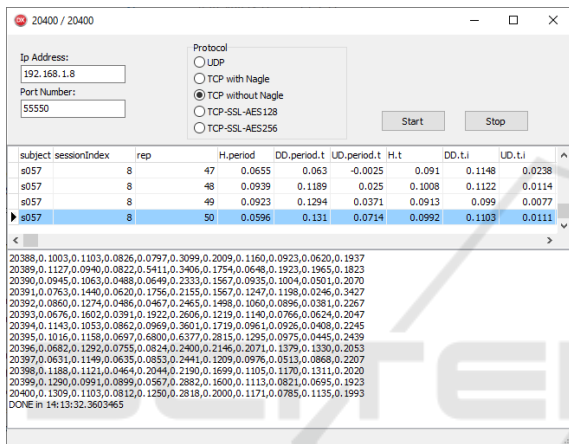 20400 / 20400
Ip Address:
192.168.1.8
Port Number:
55550
Protocol
UDP
TCP with Nagle
TCP without Nagle
TCP-SSL-AES128
TCP-SSL-AES256
Start
Stop
subject sessionIndex rep H.period DD.period.t UD.period.t H.t DD.t.i UD.t.i
s057 8 47 0.0655 0.063 -0.0025 0.091 0.1148 0.0238
s057 8 48 0.0939 0.1189 0.025 0.1008 0.1122 0.0114
s057 8 49 0.0923 0.1294 0.0371 0.0913 0.099 0.0077
s057 8 50 0.0596 0.131 0.0714 0.0992 0.1103 0.0111
20388,0.1003,0.1103,0.0826,0.0797,0.3099,0.2009,0.1160,0.0923,0.0620,0.1937
20389,0.1127,0.0940,0.0822,0.5411,0.3406,0.1754,0.0648,0.1923,0.1965,0.1823
20390,0.0945,0.1063,0.0488,0.0649,0.2333,0.1567,0.0935,0.1004,0.0501,0.2070
20391,0.0763,0.1440,0.0620,0.1756,0.2155,0.1567,0.1247,0.1198,0.0246,0.3427
20392,0.0860,0.1274,0.0486,0.0467,0.2465,0.1498,0.1060,0.0896,0.0381,0.2267
20393,0.0676,0.1602,0.0391,0.1922,0.2606,0.1219,0.1140,0.0766,0.0624,0.2047
20394,0.1143,0.1053,0.0862,0.0969,0.3601,0.1719,0.0961,0.0926,0.0408,0.2245
20395,0.1016,0.1158,0.0697,0.6800,0.6377,0.2815,0.1295,0.0975,0.0445,0.2439
20396,0.0682,0.1292,0.0755,0.0824,0.2400,0.2146,0.2071,0.1379,0.1330,0.2053
20397,0.0631,0.1149,0.0635,0.0853,0.2441,0.1209,0.0976,0.0513,0.0868,0.2207
20398,0.1188,0.1121,0.0464,0.2044,0.2190,0.1699,0.1105,0.1170,0.1311,0.2020
20399,0.1290,0.0991,0.0899,0.0567,0.2882,0.1600,0.1113,0.0821,0.0695,0.1923
20400,0.1309,0.1103,0.0812,0.1250,0.2818,0.2000,0.1171,0.0785,0.1135,0.1993
DONE in 14:13:32.3603465